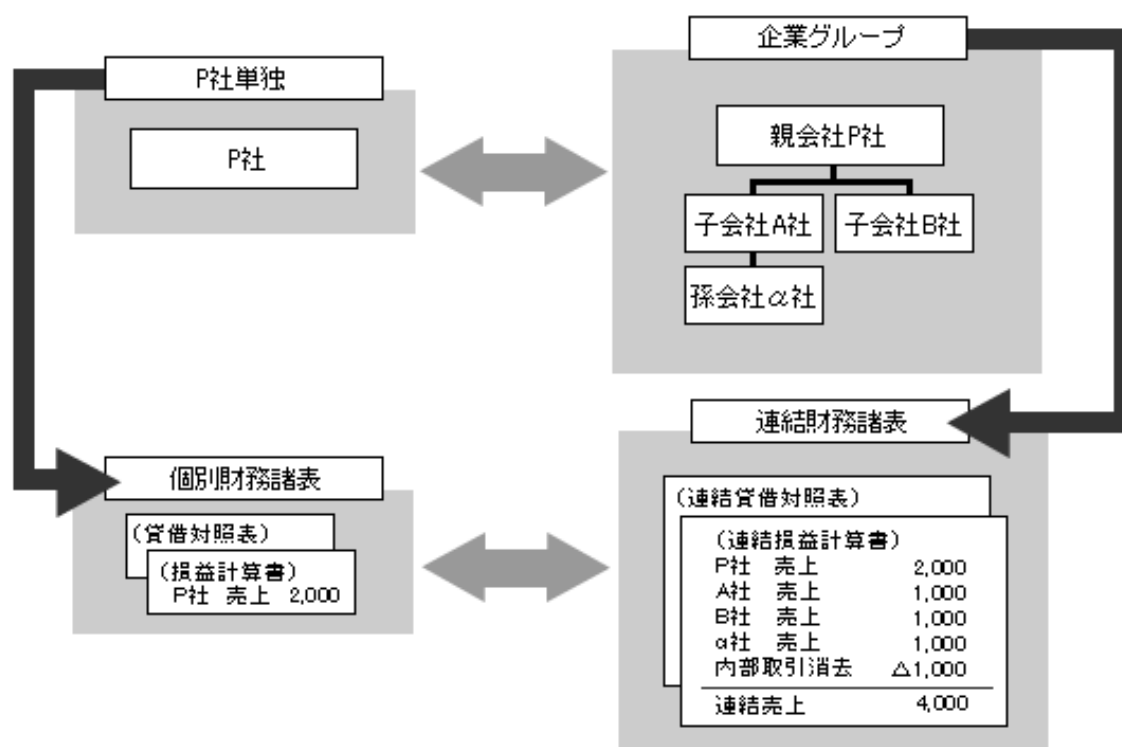 P社単独
P社
企業グループ
親会社P社
子会社A社 子会社B社
孫会社α社
個別財務諸表
(貸借対照表)
(損益計算書)
P社 売上 2,000
連結財務諸表
(連結貸借対照表)
(連結損益計算書)
P社 売上 2,000
A社 売上 1,000
B社 売上 1,000
α社 売上 1,000
内部取引消去 △1,000
連結売上 4,000